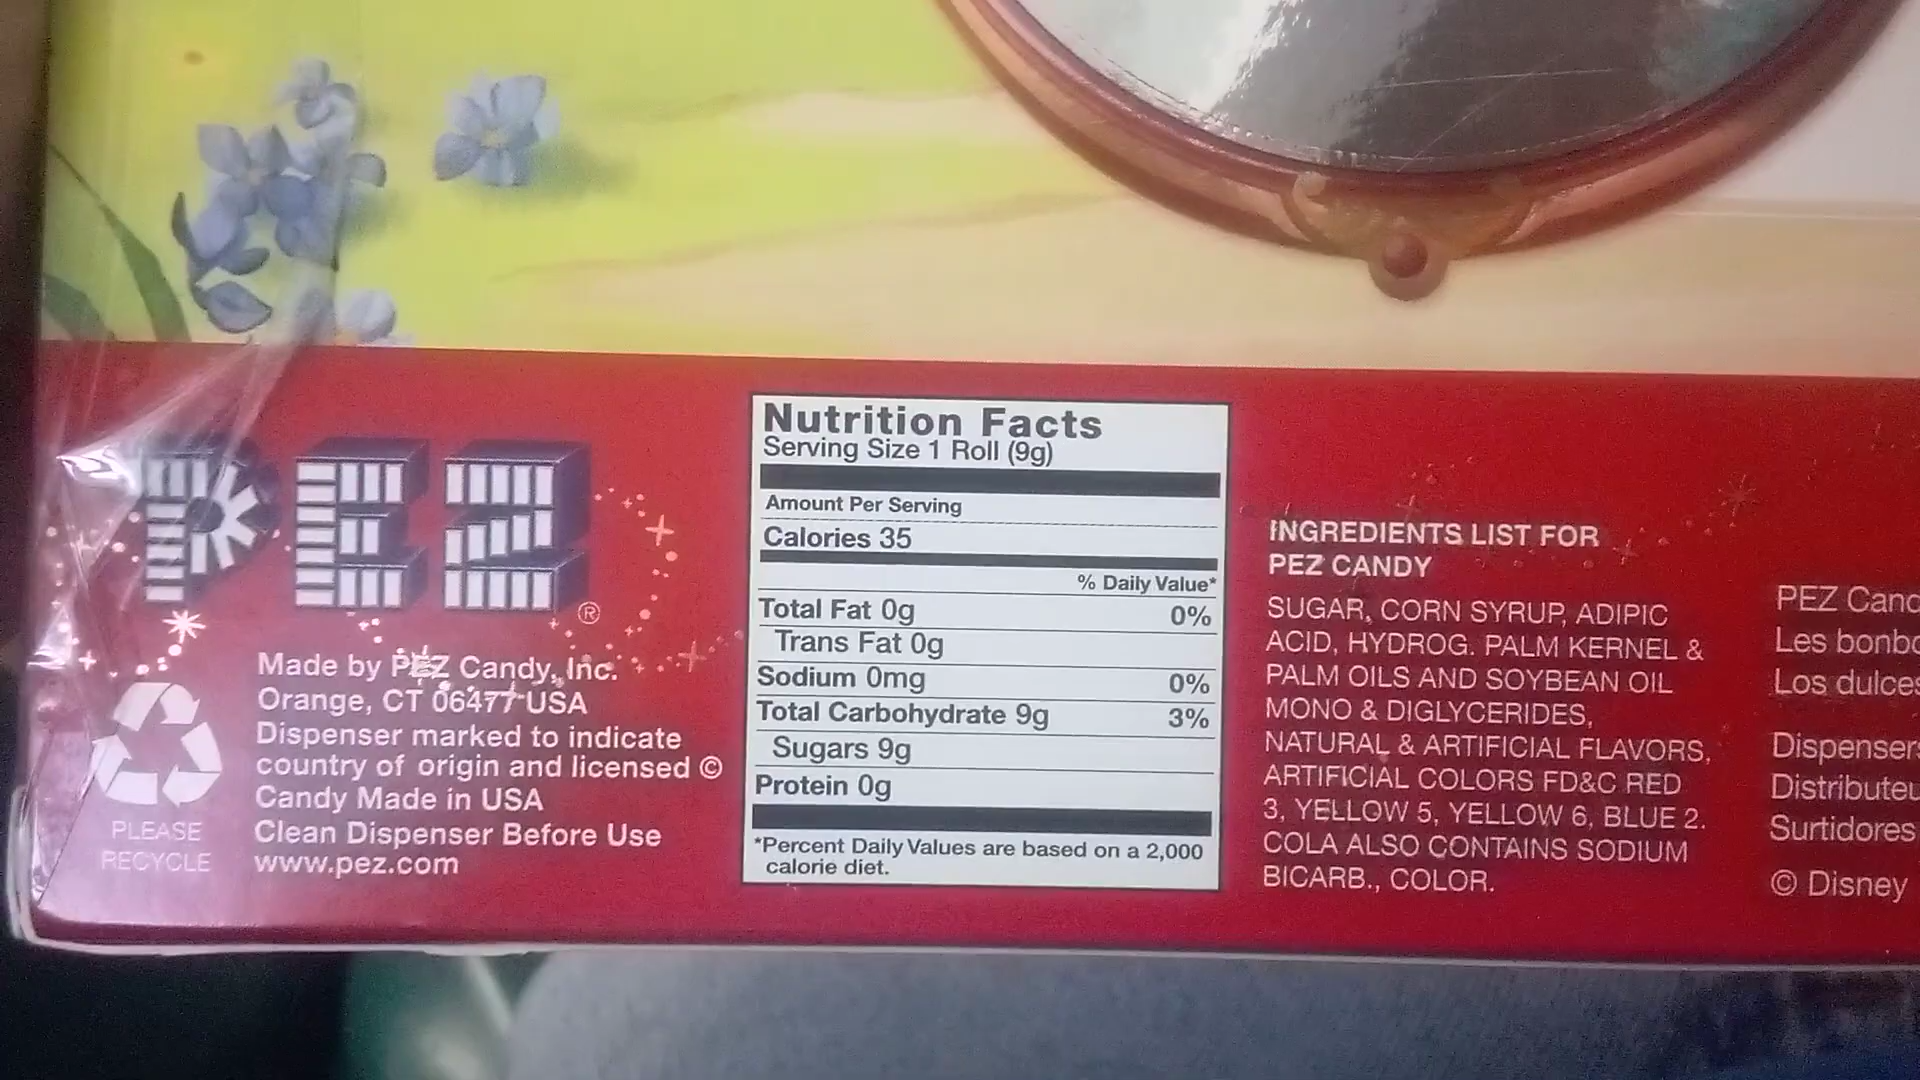 PEZ ®
Made by PEZ Candy, Inc.
Orange, CT 06477 USA
Dispenser marked to indicate
country of origin and licensed ©
Candy Made in USA
Clean Dispenser Before Use
www.pez.com
PLEASE
RECYCLE
Nutrition Facts
Serving Size 1 Roll (9g)
Amount Per Serving
Calories 35
% Daily Value*
Total Fat 0g 0%
Trans Fat 0g
Sodium 0mg 0%
Total Carbohydrate 9g 3%
Sugars 9g
Protein 0g
*Percent Daily Values are based on a 2,000
calorie diet.
INGREDIENTS LIST FOR
PEZ CANDY
SUGAR, CORN SYRUP, ADIPIC
ACID, HYDROG. PALM KERNEL &
PALM OILS AND SOYBEAN OIL
MONO & DIGLYCERIDES,
NATURAL & ARTIFICIAL FLAVORS,
ARTIFICIAL COLORS FD&C RED
3, YELLOW 5, YELLOW 6, BLUE 2.
COLA ALSO CONTAINS SODIUM
BICARB., COLOR.
PEZ Canc
Les bonbo
Los dulces
Dispensers
Distributeu
Surtidores
© Disney